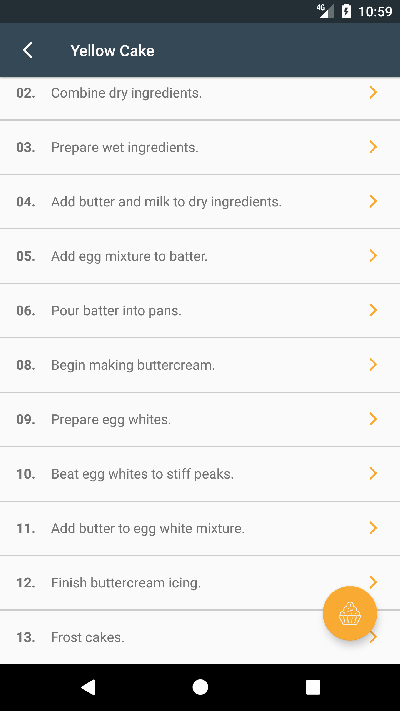 4G 10:59
Yellow Cake
02. Combine dry ingredients.
03. Prepare wet ingredients.
04. Add butter and milk to dry ingredients.
05. Add egg mixture to batter.
06. Pour batter into pans.
08. Begin making buttercream.
09. Prepare egg whites.
10. Beat egg whites to stiff peaks.
11. Add butter to egg white mixture.
12. Finish buttercream icing.
13. Frost cakes.